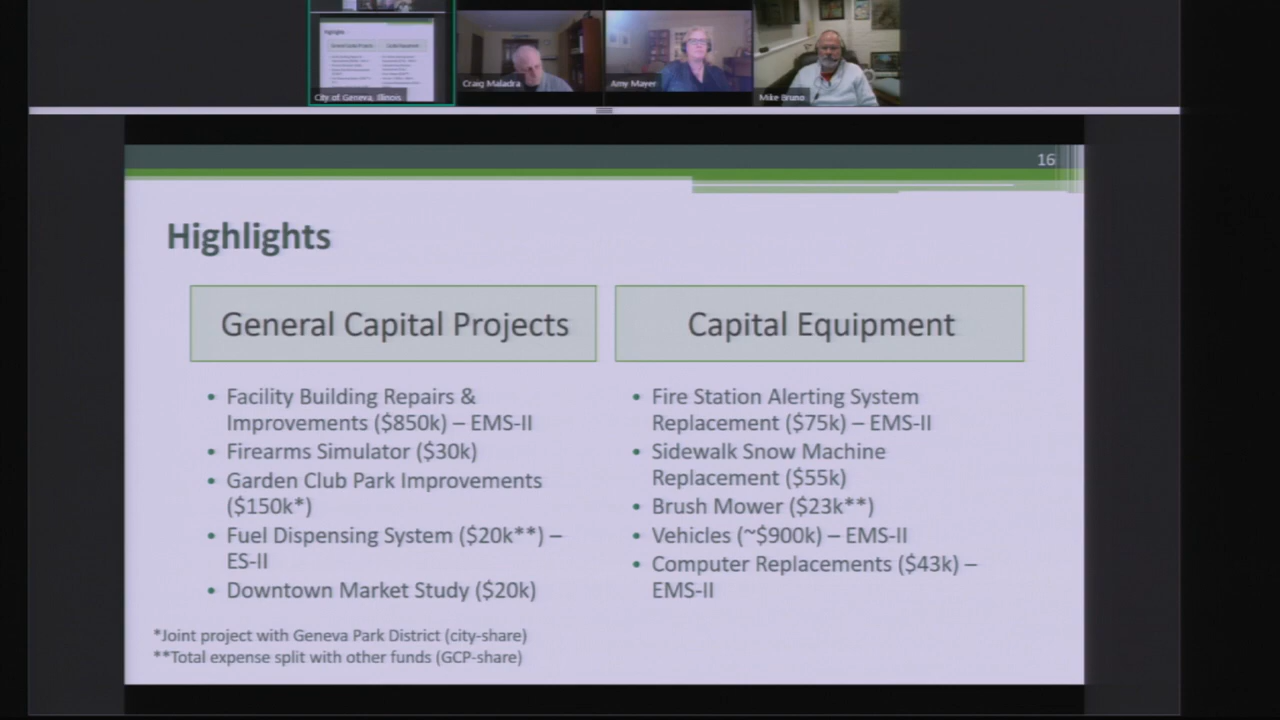 City of Geneva, Illinois
Craig Maladra
Amy Mayer
Mike Bruno
16
Highlights
General Capital Projects
Capital Equipment
• Facility Building Repairs &
Improvements ($850k) – EMS-II
• Firearms Simulator ($30k)
• Garden Club Park Improvements
($150k*)
• Fuel Dispensing System ($20k**) –
ES-II
• Downtown Market Study ($20k)
• Fire Station Alerting System
Replacement ($75k) – EMS-II
• Sidewalk Snow Machine
Replacement ($55k)
• Brush Mower ($23k**)
• Vehicles (~$900k) – EMS-II
• Computer Replacements ($43k) –
EMS-II
*Joint project with Geneva Park District (city-share)
**Total expense split with other funds (GCP-share)